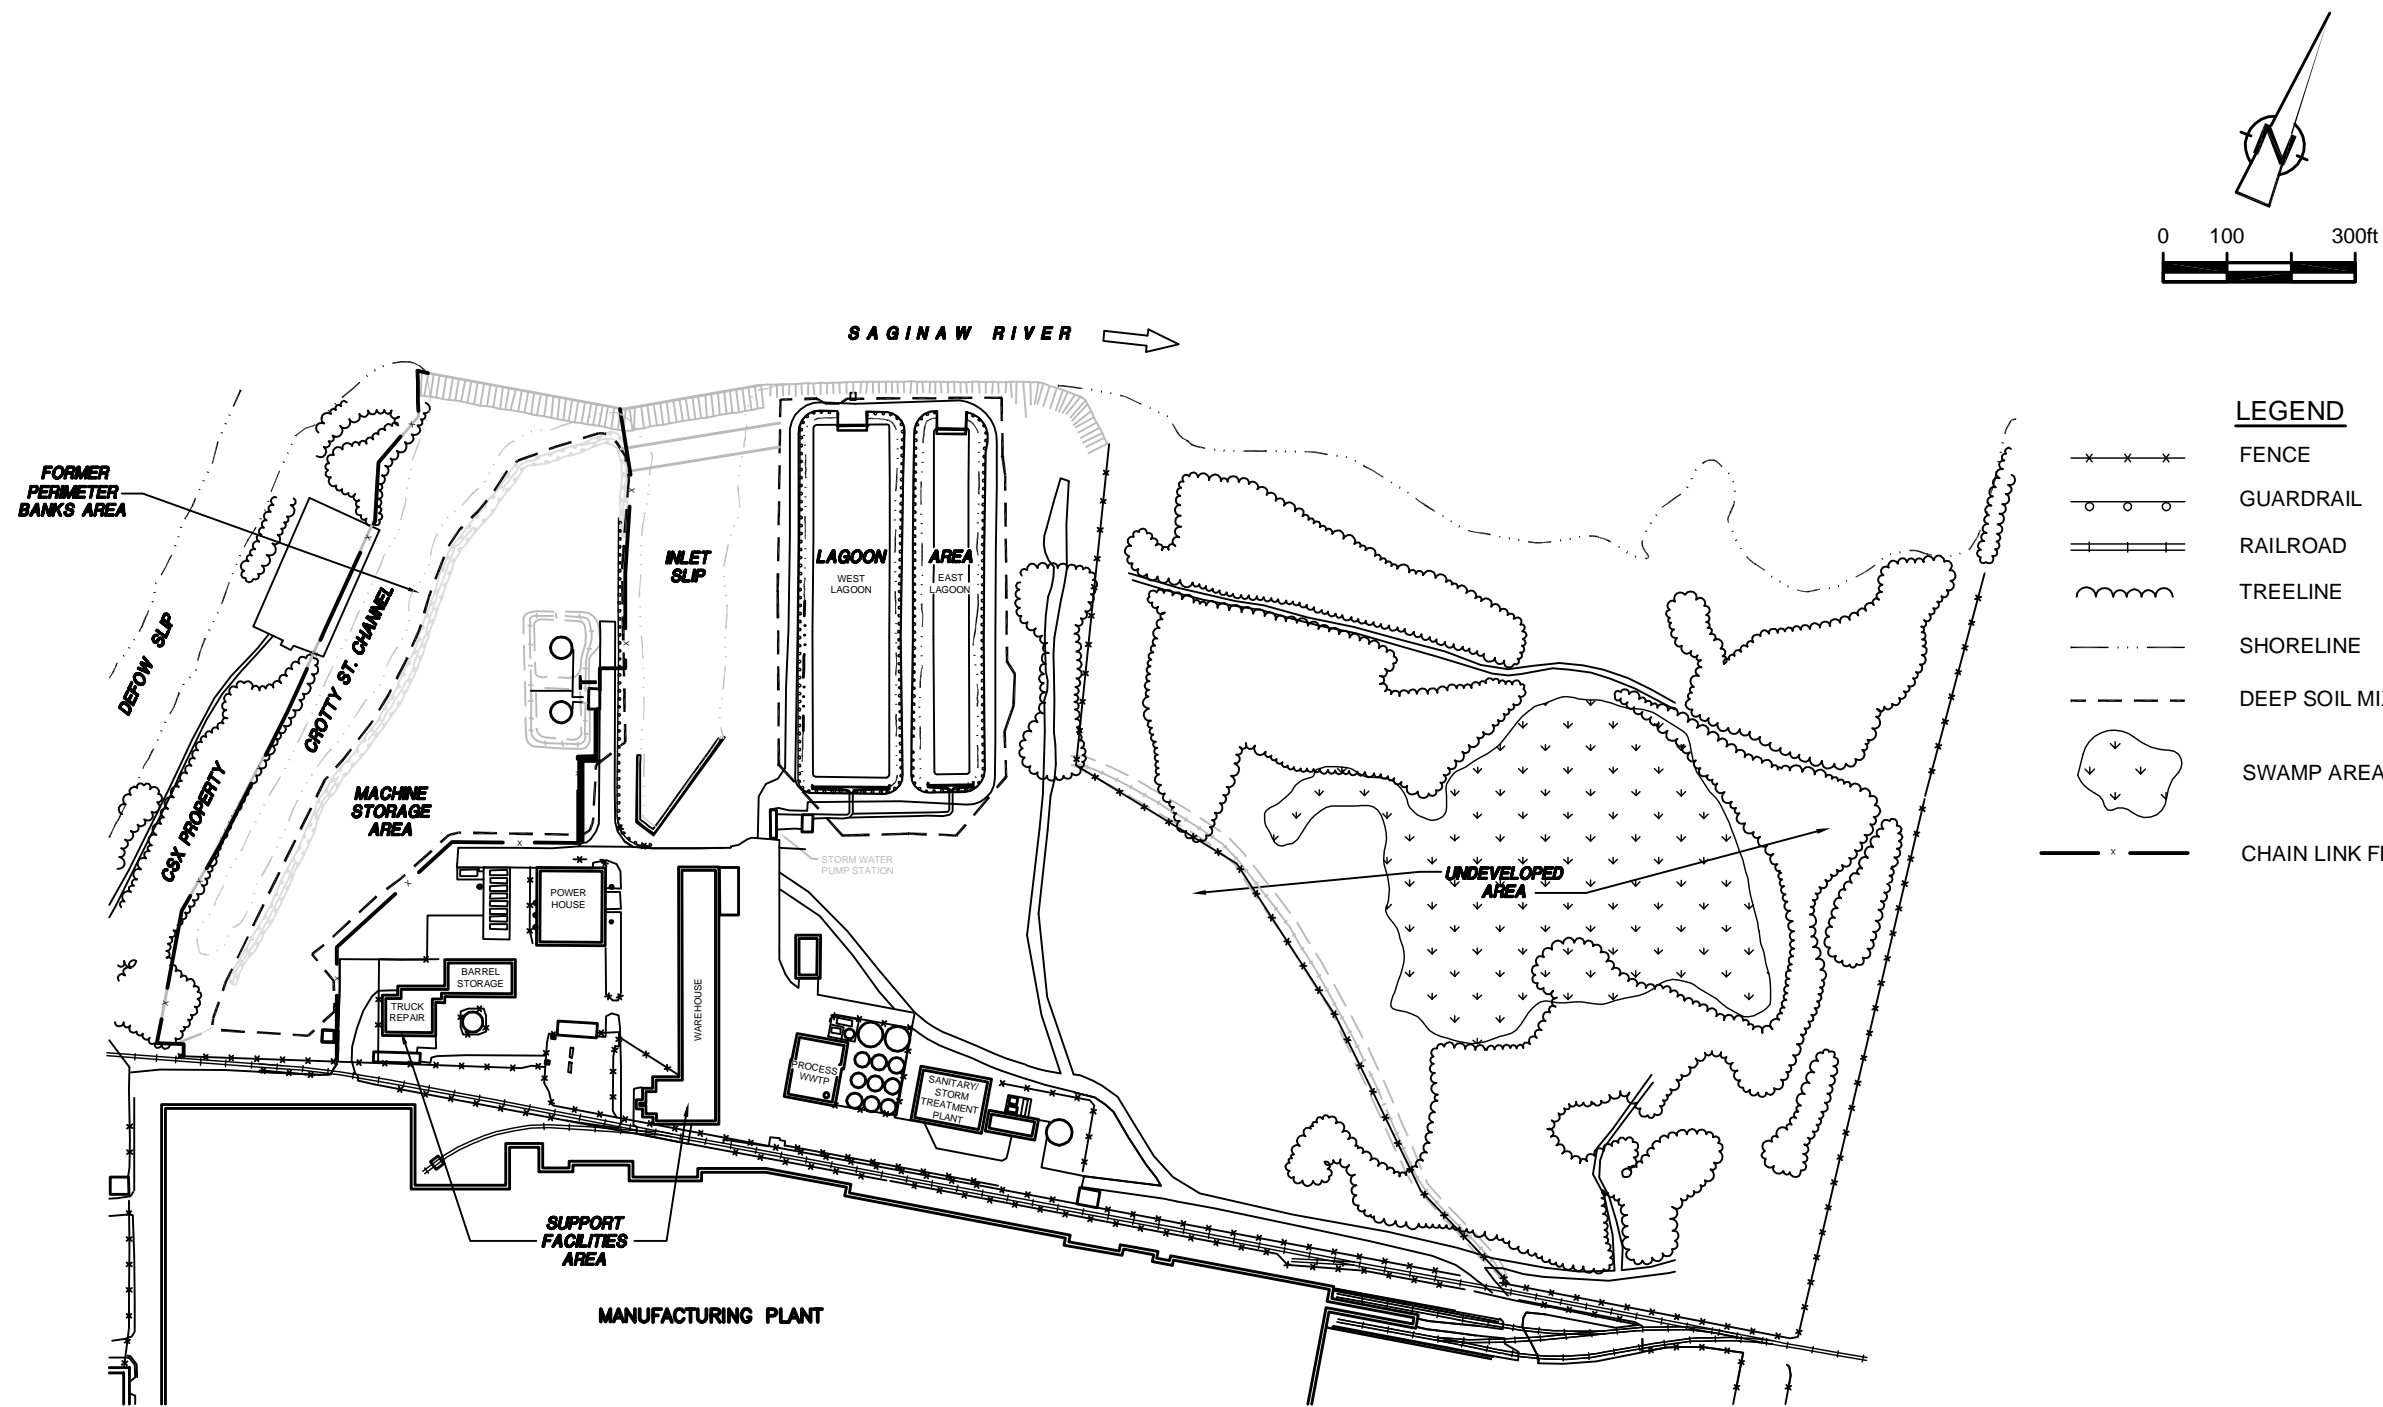 N
0 100 300ft
SAGINAW RIVER
LEGEND
FENCE
GUARDRAIL
RAILROAD
TREELINE
SHORELINE
DEEP SOIL MI
SWAMP AREA
CHAIN LINK F
FORMER
PERIMETER
BANKS AREA
DEFOW SLIP
CSX PROPERTY
CROTTY ST. CHANNEL
MACHINE
STORAGE
AREA
INLET
SLIP
LAGOON AREA
WEST
LAGOON
EAST
LAGOON
STORM WATER
PUMP STATION
POWER
HOUSE
BARREL
STORAGE
TRUCK
REPAIR
WAREHOUSE
PROCESS
WWTP
SANITARY/
STORM
TREATMENT
PLANT
UNDEVELOPED
AREA
SUPPORT
FACILITIES
AREA
MANUFACTURING PLANT